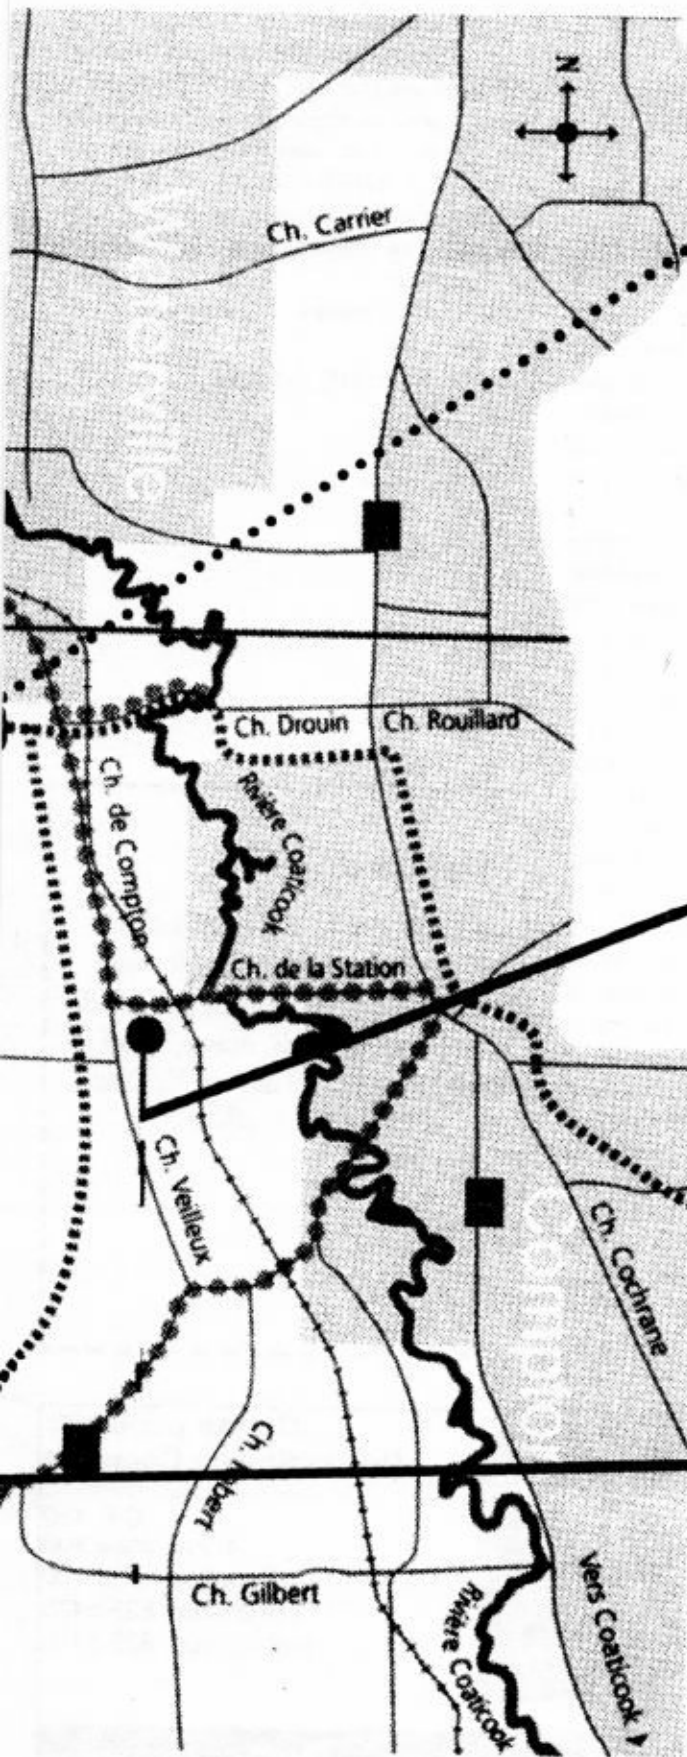 N
Ch. Carrier
Waterville
Ch. Drouin
Ch. Rouillard
Ch. de Compton
Rivière Coaticook
Ch. de la Station
Ch. Veilleux
Ch. Cochrane
Ch. Robert
Ch. Gilbert
Rivière Coaticook
Vers Coaticook